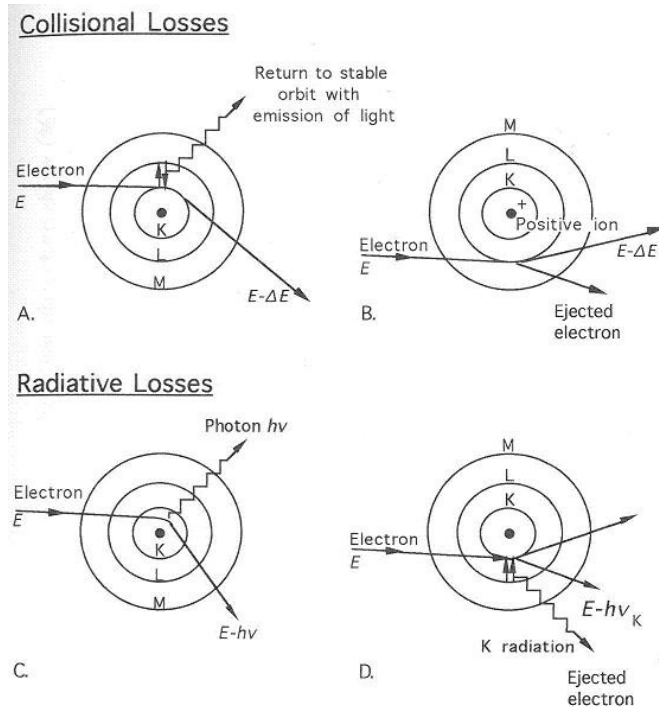 Collisional Losses
Return to stable
orbit with
emission of light
Electron
E
K
L
M
E-ΔE
A.
M
L
K
+
Positive ion
Electron
E
E-ΔE
Ejected
electron
B.
Radiative Losses
Photon hν
Electron
E
K
L
M
E-hν
C.
M
L
K
Electron
E
E-hν K
K radiation
Ejected
electron
D.